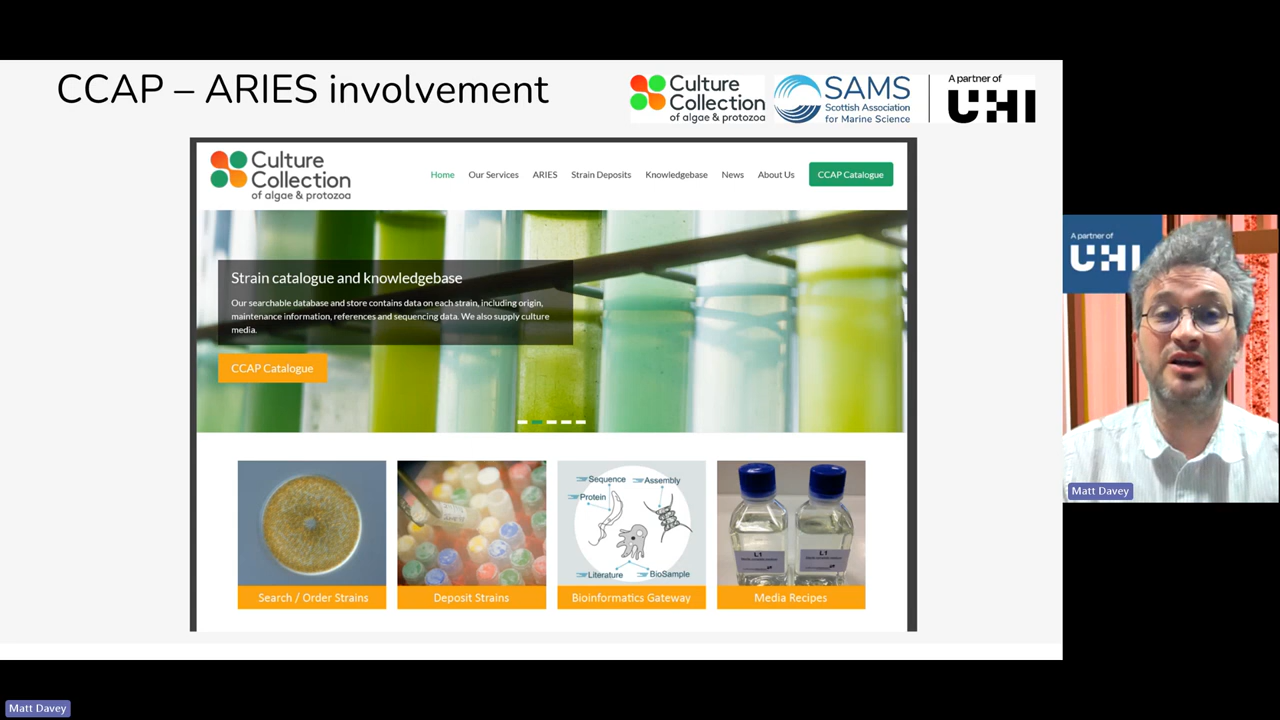 CCAP – ARIES involvement
Culture
Collection
of algae & protozoa
SAMS
Scottish Association
for Marine Science
A partner of
UHI
Culture
Collection
of algae & protozoa
Home
Our Services
ARIES
Strain Deposits
Knowledgebase
News
About Us
CCAP Catalogue
Strain catalogue and knowledgebase
Our searchable database and store contains data on each strain, including origin,
maintenance information, references and sequencing data. We also supply culture
media.
CCAP Catalogue
Sequence
Assembly
Protein
Literature
BioSample
L1
L1
Search / Order Strains
Deposit Strains
Bioinformatics Gateway
Media Recipes
A partner of
UHI
Matt Davey
Matt Davey